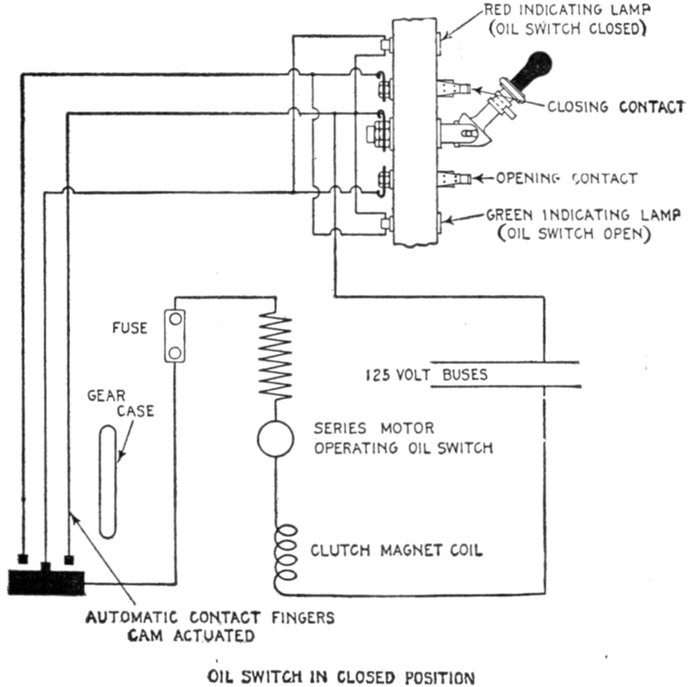 RED INDICATING LAMP
(OIL SWITCH CLOSED)
CLOSING CONTACT
OPENING CONTACT
GREEN INDICATING LAMP
(OIL SWITCH OPEN)
FUSE
125 VOLT BUSES
GEAR
CASE
SERIES MOTOR
OPERATING OIL SWITCH
CLUTCH MAGNET COIL
AUTOMATIC CONTACT FINGERS
CAM ACTUATED
OIL SWITCH IN CLOSED POSITION